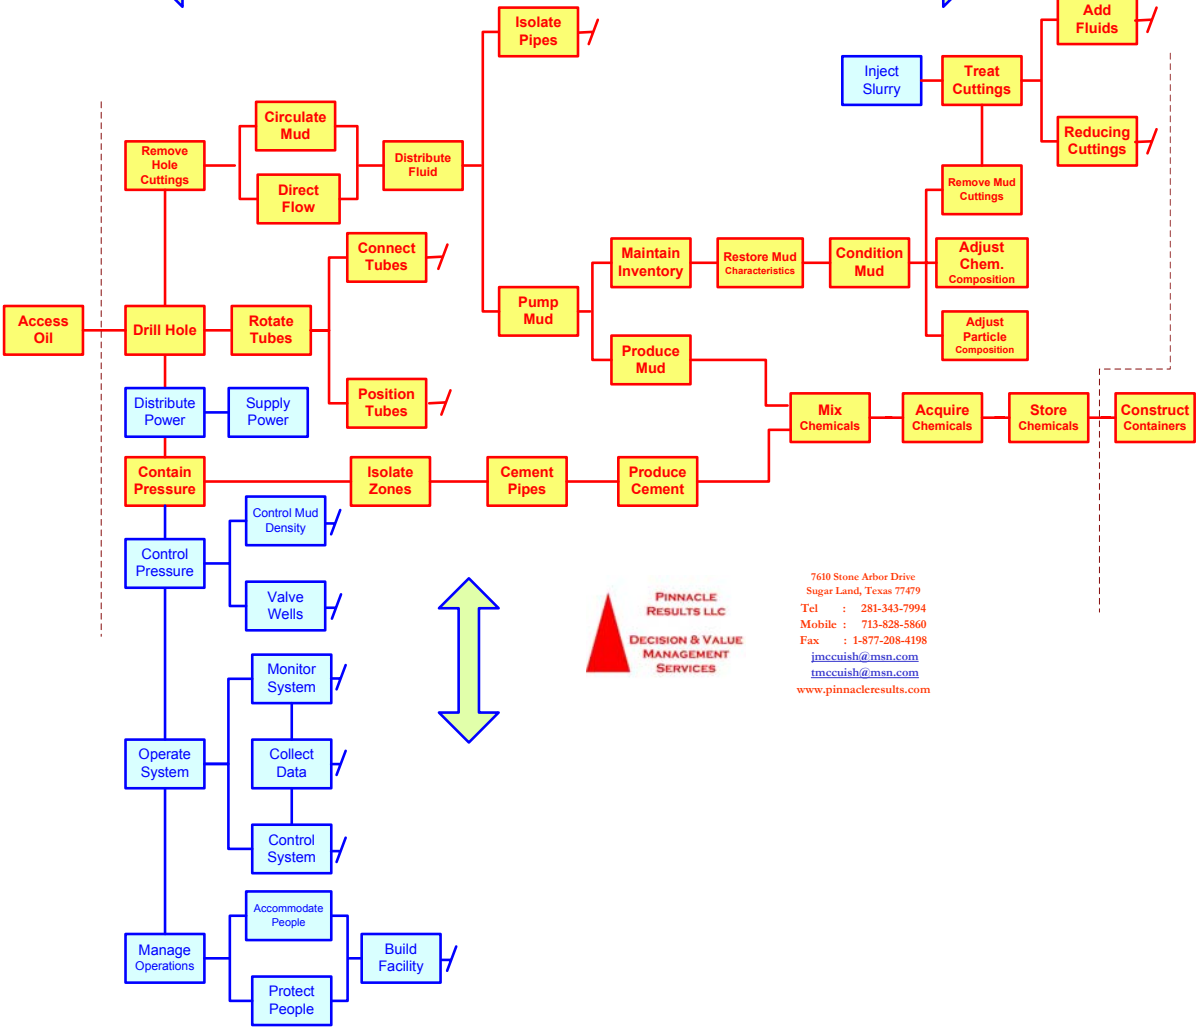 Isolate
Pipes
Add
Fluids
Inject
Slurry
Treat
Cuttings
Circulate
Mud
Remove
Hole
Cuttings
Distribute
Fluid
Reducing
Cuttings
Direct
Flow
Remove Mud
Cuttings
Connect
Tubes
Maintain
Inventory
Restore Mud
Characteristics
Condition
Mud
Adjust
Chem.
Composition
Access
Oil
Drill Hole
Rotate
Tubes
Pump
Mud
Produce
Mud
Adjust
Particle
Composition
Distribute
Power
Supply
Power
Position
Tubes
Mix
Chemicals
Acquire
Chemicals
Store
Chemicals
Construct
Containers
Contain
Pressure
Isolate
Zones
Cement
Pipes
Produce
Cement
Control Mud
Density
Control
Pressure
Valve
Wells
PINNACLE
RESULTS LLC
DECISION & VALUE
MANAGEMENT
SERVICES
7610 Stone Arbor Drive
Sugar Land, Texas 77479
Tel : 281-343-7994
Mobile : 713-828-5860
Fax : 1-877-208-4198
jmccuish@msn.com
tmccuish@msn.com
www.pinnacleresults.com
Monitor
System
Operate
System
Collect
Data
Control
System
Accommodate
People
Manage
Operations
Build
Facility
Protect
People